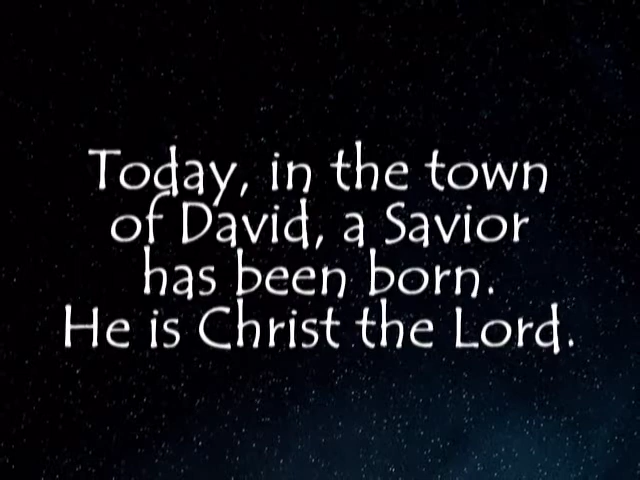 Today, in the town
of David, a Savior
has been born.
He is Christ the Lord.